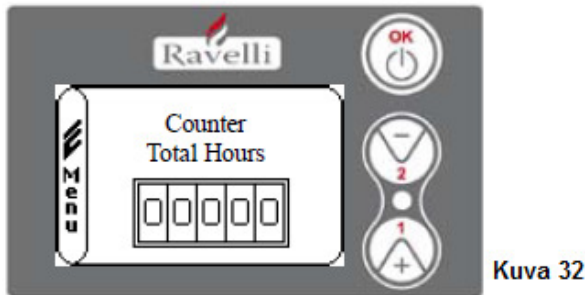 Ravelli
OK
Menu
Counter
Total Hours
00000
−
2
1
+
Kuva 32